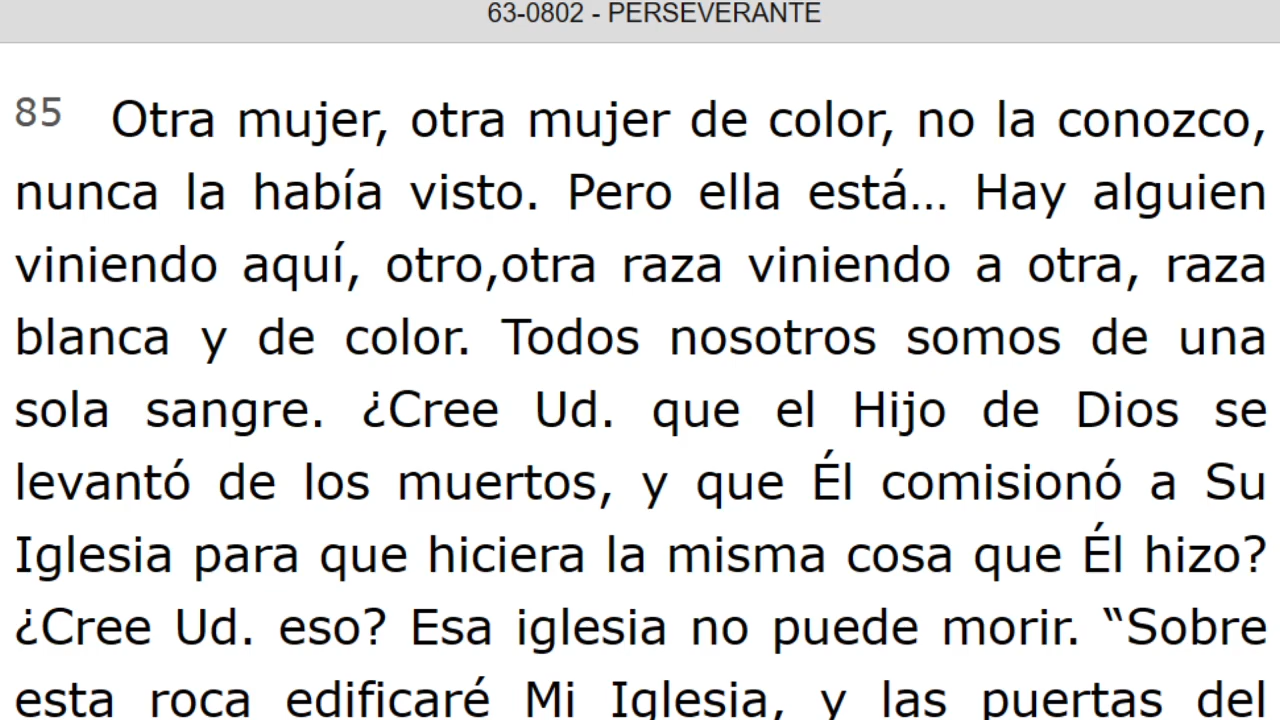 63-0802 - PERSEVERANTE
85 Otra mujer, otra mujer de color, no la conozco,
nunca la había visto. Pero ella está… Hay alguien
viniendo aquí, otro,otra raza viniendo a otra, raza
blanca y de color. Todos nosotros somos de una
sola sangre. ¿Cree Ud. que el Hijo de Dios se
levantó de los muertos, y que Él comisionó a Su
Iglesia para que hiciera la misma cosa que Él hizo?
¿Cree Ud. eso? Esa iglesia no puede morir. “Sobre
esta roca edificaré Mi Iglesia, y las puertas del